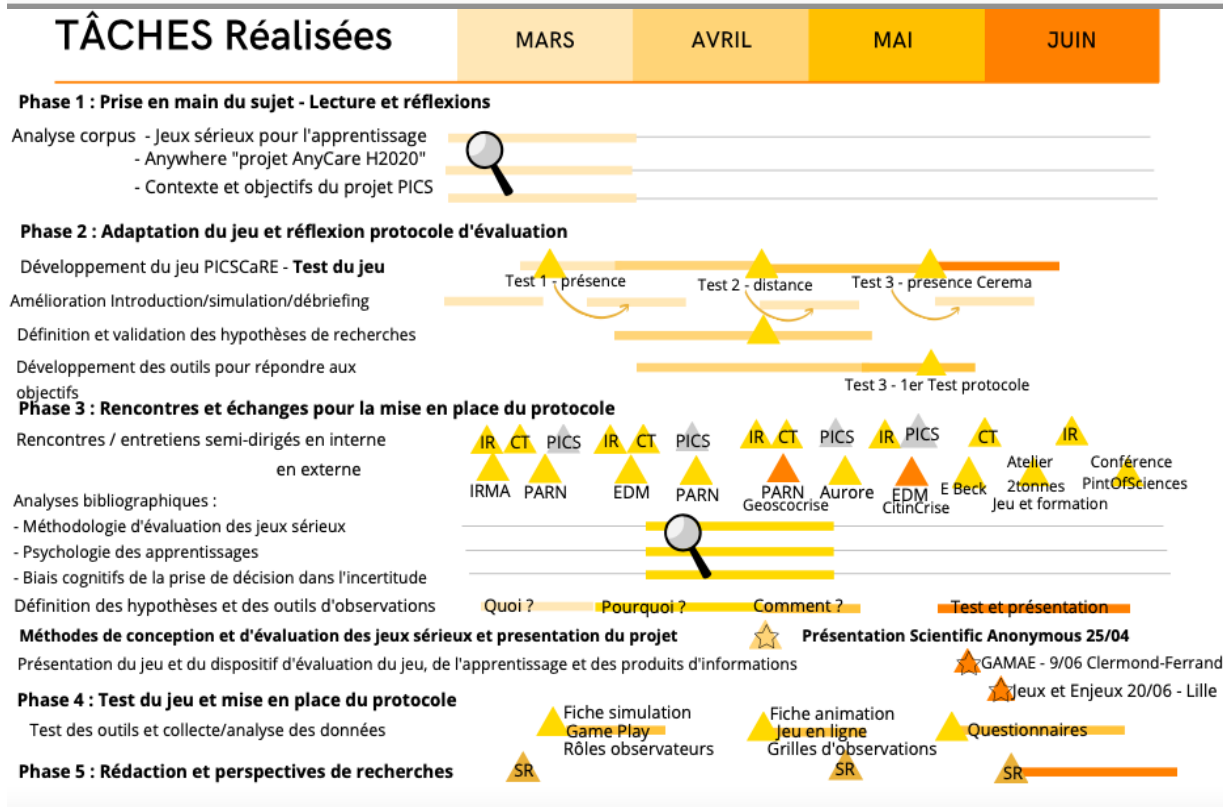 TÂCHES Réalisées
MARS
AVRIL
MAI
JUIN
Phase 1 : Prise en main du sujet - Lecture et réflexions
Analyse corpus - Jeux sérieux pour l'apprentissage
- Anywhere "projet AnyCare H2020"
- Contexte et objectifs du projet PICS
Phase 2 : Adaptation du jeu et réflexion protocole d'évaluation
Développement du jeu PICSCaRE - Test du jeu
Test 1 - présence
Test 2 - distance
Test 3 - presence Cerema
Amélioration Introduction/simulation/débriefing
Définition et validation des hypothèses de recherches
Développement des outils pour répondre aux
objectifs
Test 3 - 1er Test protocole
Phase 3 : Rencontres et échanges pour la mise en place du protocole
Rencontres / entretiens semi-dirigés en interne
IR CT PICS IR CT PICS IR CT PICS IR PICS CT IR
en externe
IRMA
PARN
EDM
PARN
PARN
Geoscocrise
Aurore
EDM
CitinCrise
E Beck
Atelier
2tonnes
Jeu et formation
Conférence
PintOfSciences
Analyses bibliographiques :
- Méthodologie d'évaluation des jeux sérieux
- Psychologie des apprentissages
- Biais cognitifs de la prise de décision dans l'incertitude
Définition des hypothèses et des outils d'observations
Quoi ?
Pourquoi ?
Comment ?
Test et présentation
Méthodes de conception et d'évaluation des jeux sérieux et presentation du projet
Présentation Scientific Anonymous 25/04
Présentation du jeu et du dispositif d'évaluation du jeu, de l'apprentissage et des produits d'informations
GAMAE - 9/06 Clermond-Ferrand
Jeux et Enjeux 20/06 - Lille
Phase 4 : Test du jeu et mise en place du protocole
Test des outils et collecte/analyse des données
Fiche simulation
Game Play
Rôles observateurs
Fiche animation
Jeu en ligne
Grilles d'observations
Questionnaires
Phase 5 : Rédaction et perspectives de recherches
SR
SR
SR